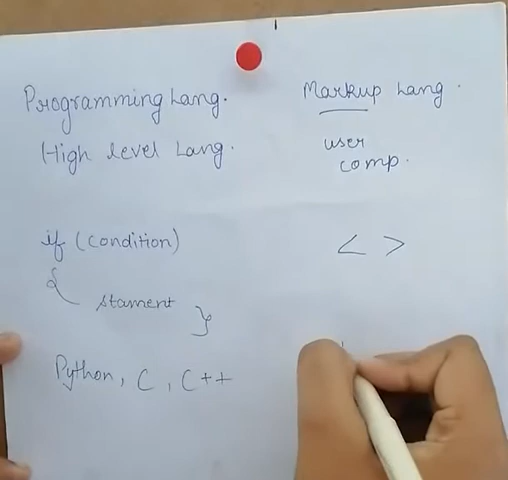 Programming Lang.
High level Lang.
if (condition)
{
stament
}
Python, C, C++
Markup Lang.
user
comp.
< >